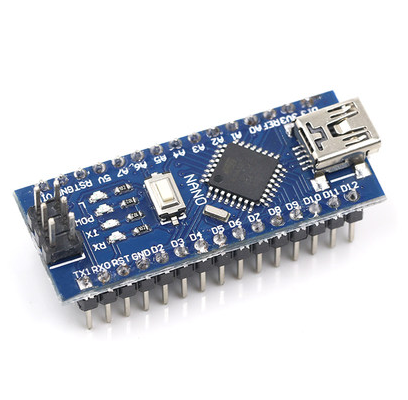 RST GND 5V A7 A6 A5 A4 A3 A2 A1 A0 REF 3V3 D13
L
POW
TX
RX
NANO
TX1 RX0 RST GND D2 D3 D4 D5 D6 D7 D8 D9 D10 D11 D12